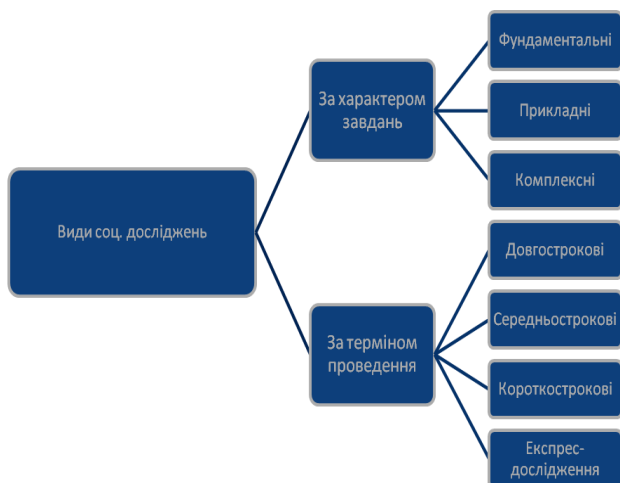 Види соц. досліджень
За характером
завдань
Фундаментальні
Прикладні
Комплексні
За терміном
проведення
Довгострокові
Середньострокові
Короткострокові
Експрес-
дослідження